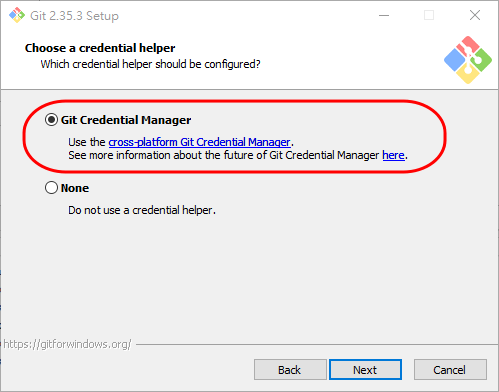 Git 2.35.3 Setup
Choose a credential helper
Which credential helper should be configured?
Git Credential Manager
Use the cross-platform Git Credential Manager.
See more information about the future of Git Credential Manager here.
None
Do not use a credential helper.
https://gitforwindows.org/
Back Next Cancel